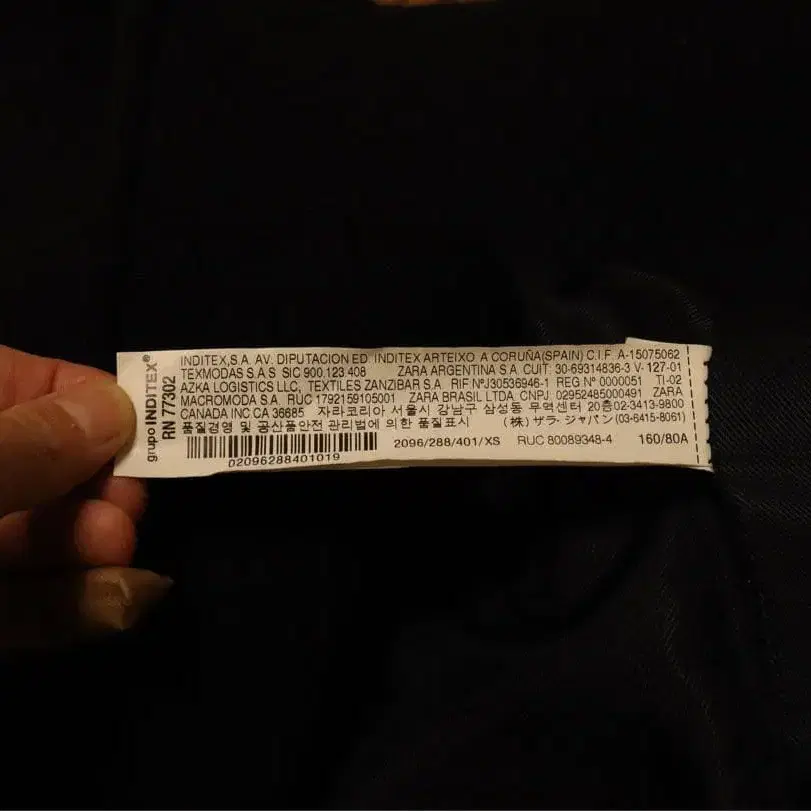 grupo INDITEX®
RN 77302
INDITEX,S.A. AV. DIPUTACION ED INDITEX ARTEIXO A CORUÑA(SPAIN) C.I.F. A-15075062
TEXMODAS S.A.S SIC 900.123 408 ZARA ARGENTINA S.A. CUIT: 30-69314836-3 V-127-01
AZKA LOGISTICS LLC, TEXTILES ZANZIBAR S.A. RIF NºJ30536946-1 REG Nº 0000051 TI-02
MACROMODA S.A. RUC 1792159105001 ZARA BRASIL LTDA. CNPJ 02952485000491 ZARA
CANADA INC CA 36685 자라코리아 서울시 강남구 삼성동 무역센터 20층02-3413-9800
품질경영 및 공산품안전 관리법에 의한 품질표시 (株) ザラ・ジャパン (03-6415-8061)
2096/288/401/XS RUC 80089348-4 160/80A
02096288401019